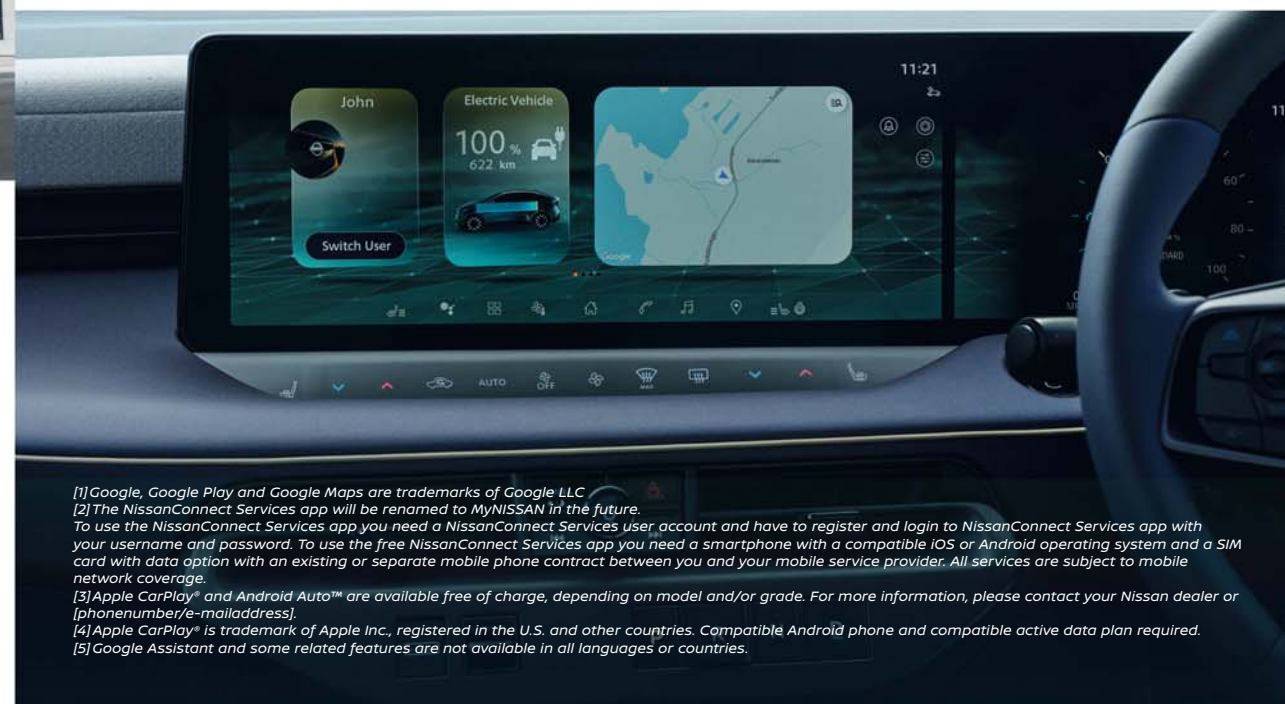 11:21
John
Electric Vehicle
100 %
622 km
Switch User
Google
60
80
100
AUTO
OFF
MAX
[1]Google, Google Play and Google Maps are trademarks of Google LLC
[2]The NissanConnect Services app will be renamed to MyNISSAN in the future.
To use the NissanConnect Services app you need a NissanConnect Services user account and have to register and login to NissanConnect Services app with
your username and password. To use the free NissanConnect Services app you need a smartphone with a compatible iOS or Android operating system and a SIM
card with data option with an existing or separate mobile phone contract between you and your mobile service provider. All services are subject to mobile
network coverage.
[3]Apple CarPlay® and Android Auto™ are available free of charge, depending on model and/or grade. For more information, please contact your Nissan dealer or
[phonenumber/e-mailaddress].
[4]Apple CarPlay® is trademark of Apple Inc., registered in the U.S. and other countries. Compatible Android phone and compatible active data plan required.
[5]Google Assistant and some related features are not available in all languages or countries.
P R N D